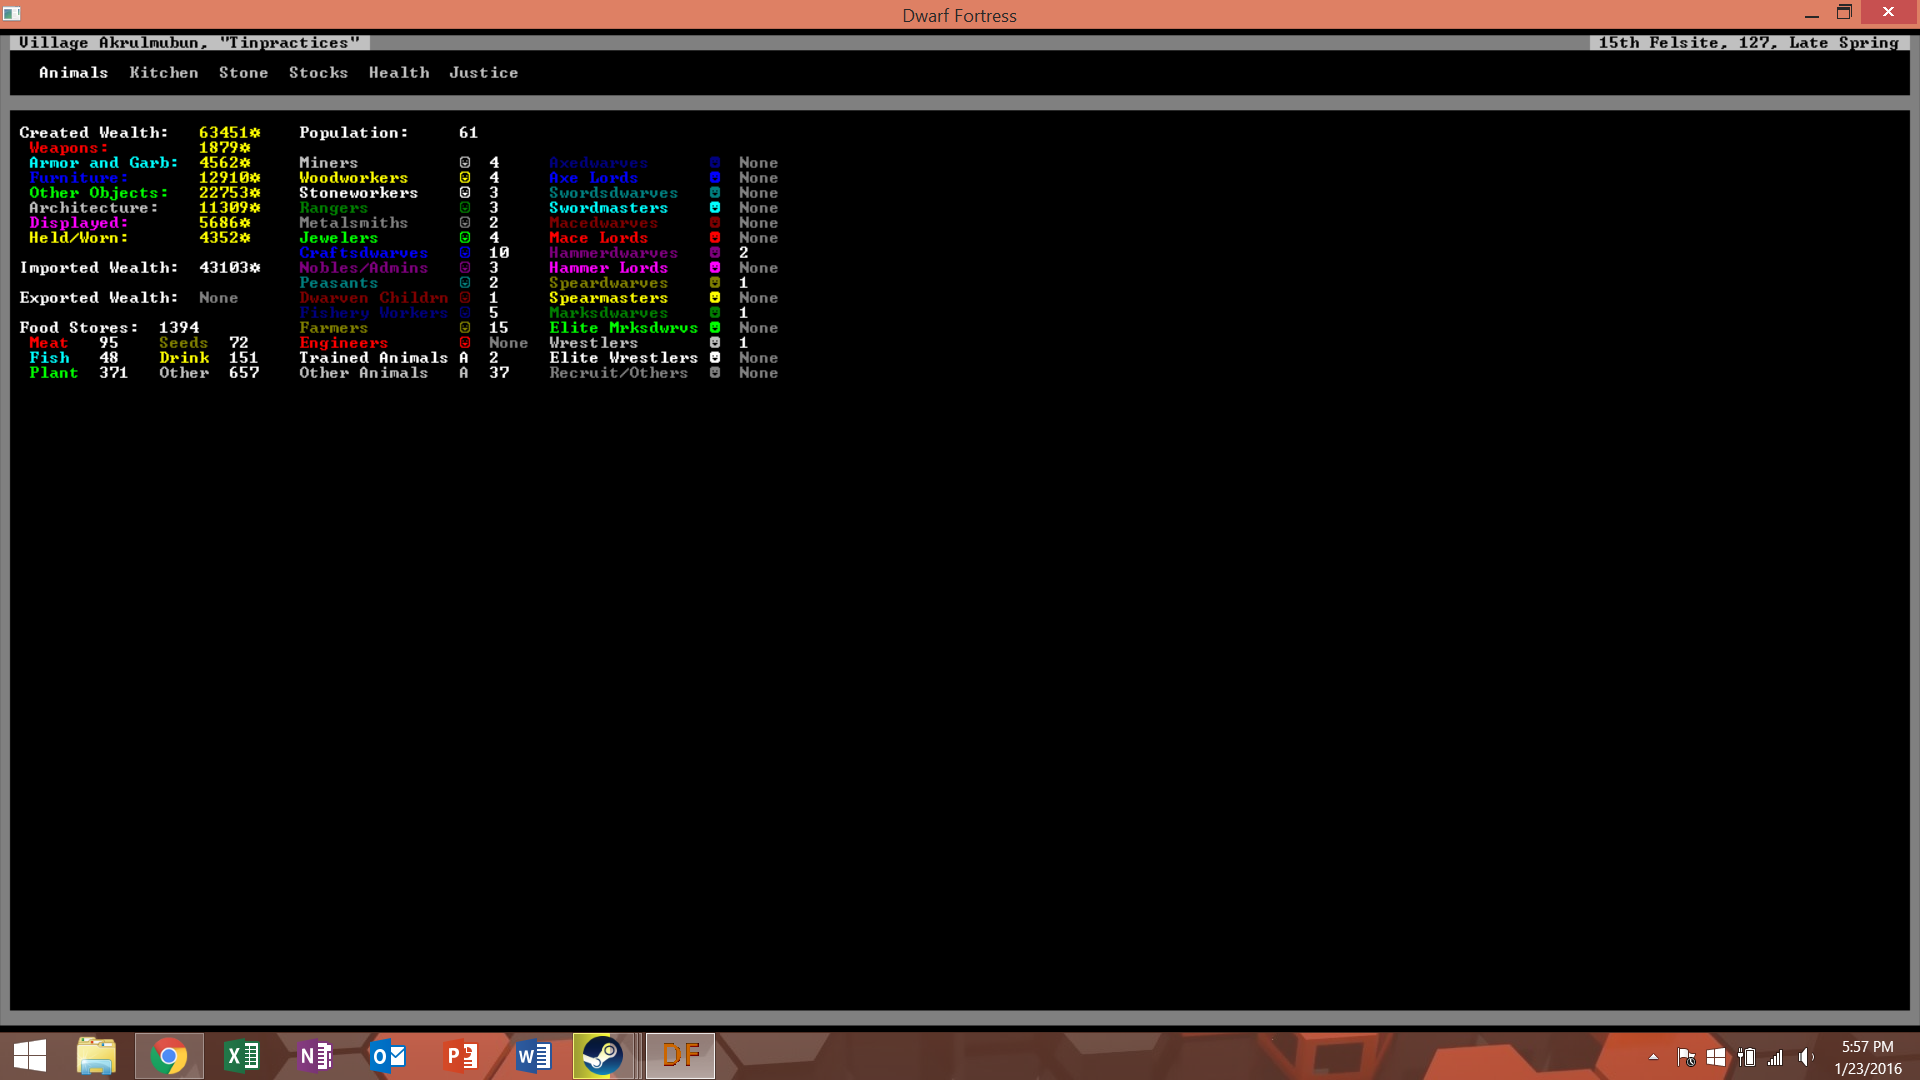 Dwarf Fortress
Village Akrulmubun, "Tinpractices"
15th Felsite, 127, Late Spring
Animals Kitchen Stone Stocks Health Justice
Created Wealth: 63451☼ Population: 61
Weapons: 1879☼
Armor and Garb: 4562☼ Miners 4 Axedwarves None
Furniture: 12910☼ Woodworkers 4 Axe Lords None
Other Objects: 22753☼ Stoneworkers 3 Swordsdwarves None
Architecture: 11309☼ Rangers 3 Swordmasters None
Displayed: 5686☼ Metalsmiths 2 Macedwarves None
Held/Worn: 4352☼ Jewelers 4 Mace Lords None
Craftsdwarves 10 Hammerdwarves 2
Imported Wealth: 43103☼ Nobles/Admins 3 Hammer Lords None
Peasants 2 Speardwarves 1
Exported Wealth: None Dwarven Childrn 1 Spearmasters None
Fishery Workers 5 Marksdwarves 1
Food Stores: 1394 Farmers 15 Elite Mrksdwrvs None
Meat 95 Seeds 72 Engineers None Wrestlers 1
Fish 48 Drink 151 Trained Animals A 2 Elite Wrestlers None
Plant 371 Other 657 Other Animals A 37 Recruit/Others None
DF
5:57 PM
1/23/2016